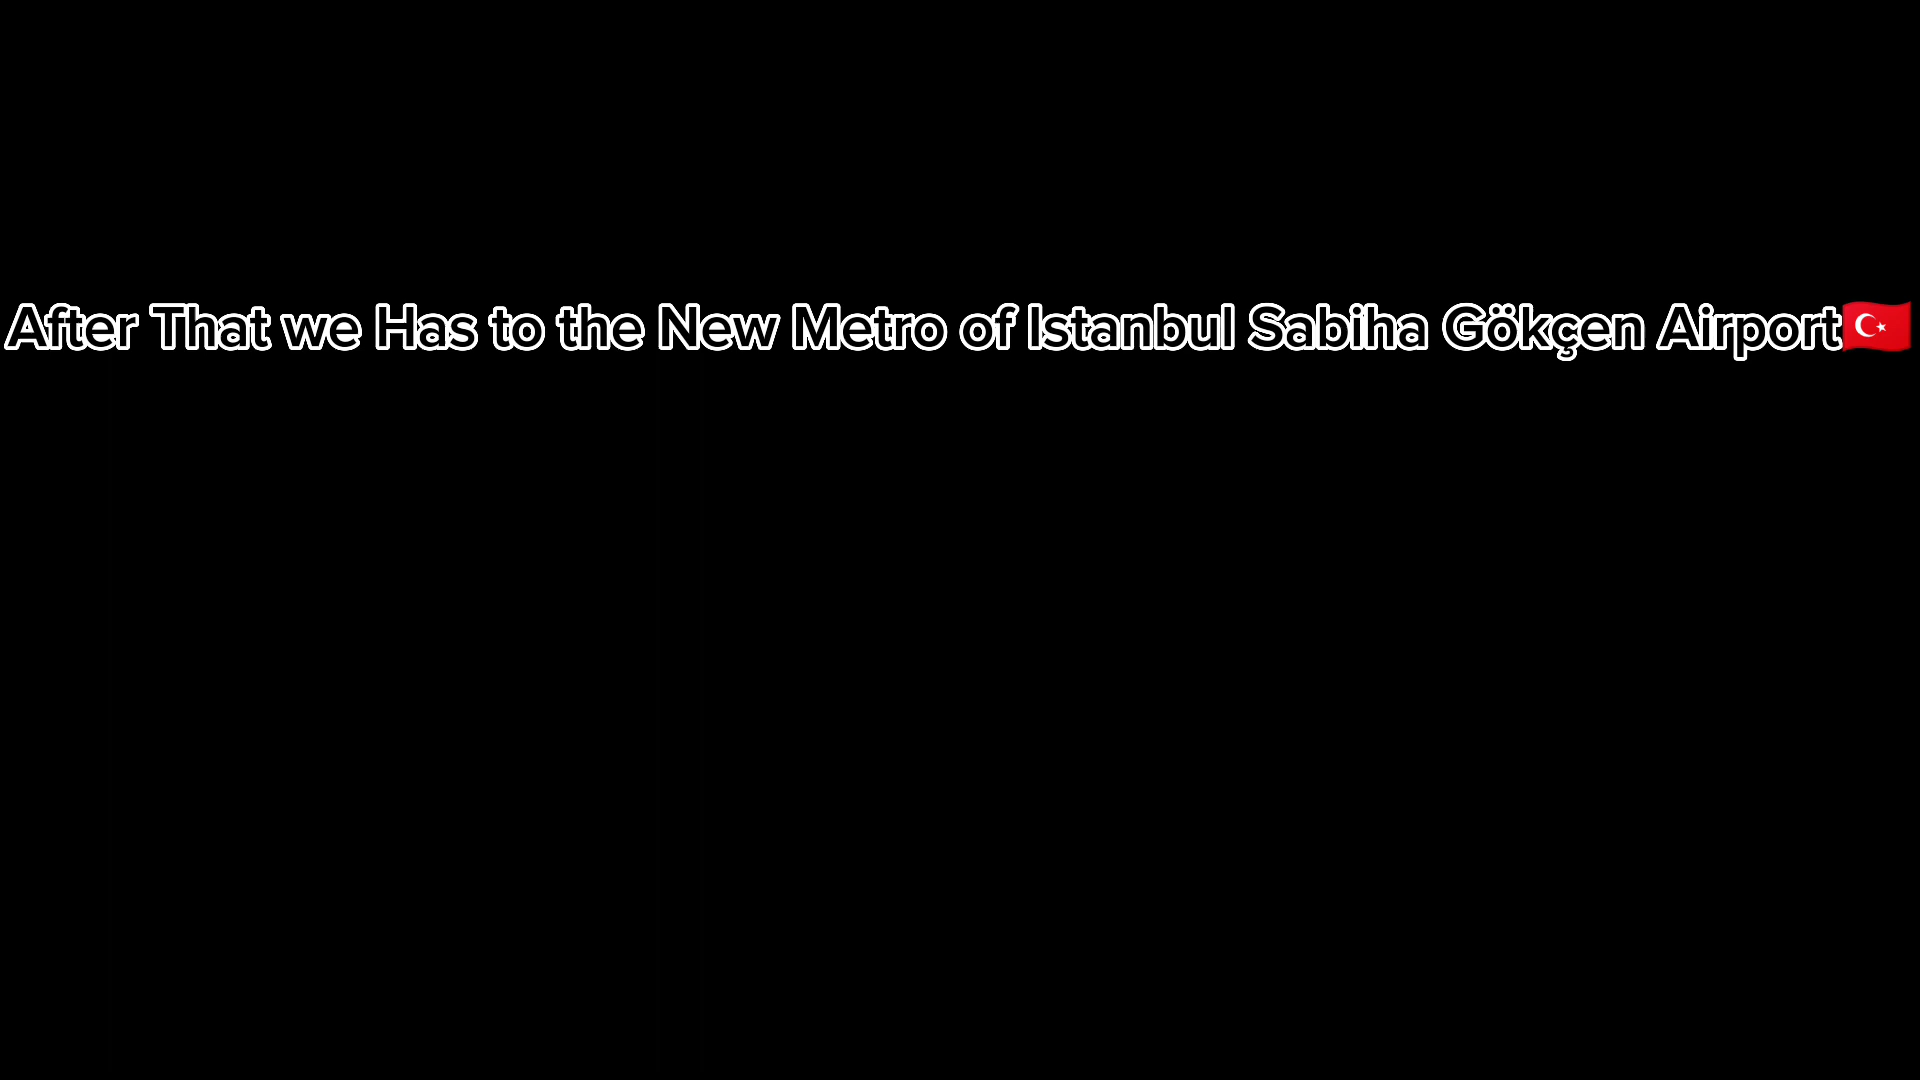 After That we Has to the New Metro of Istanbul Sabiha Gökçen Airport🇹🇷